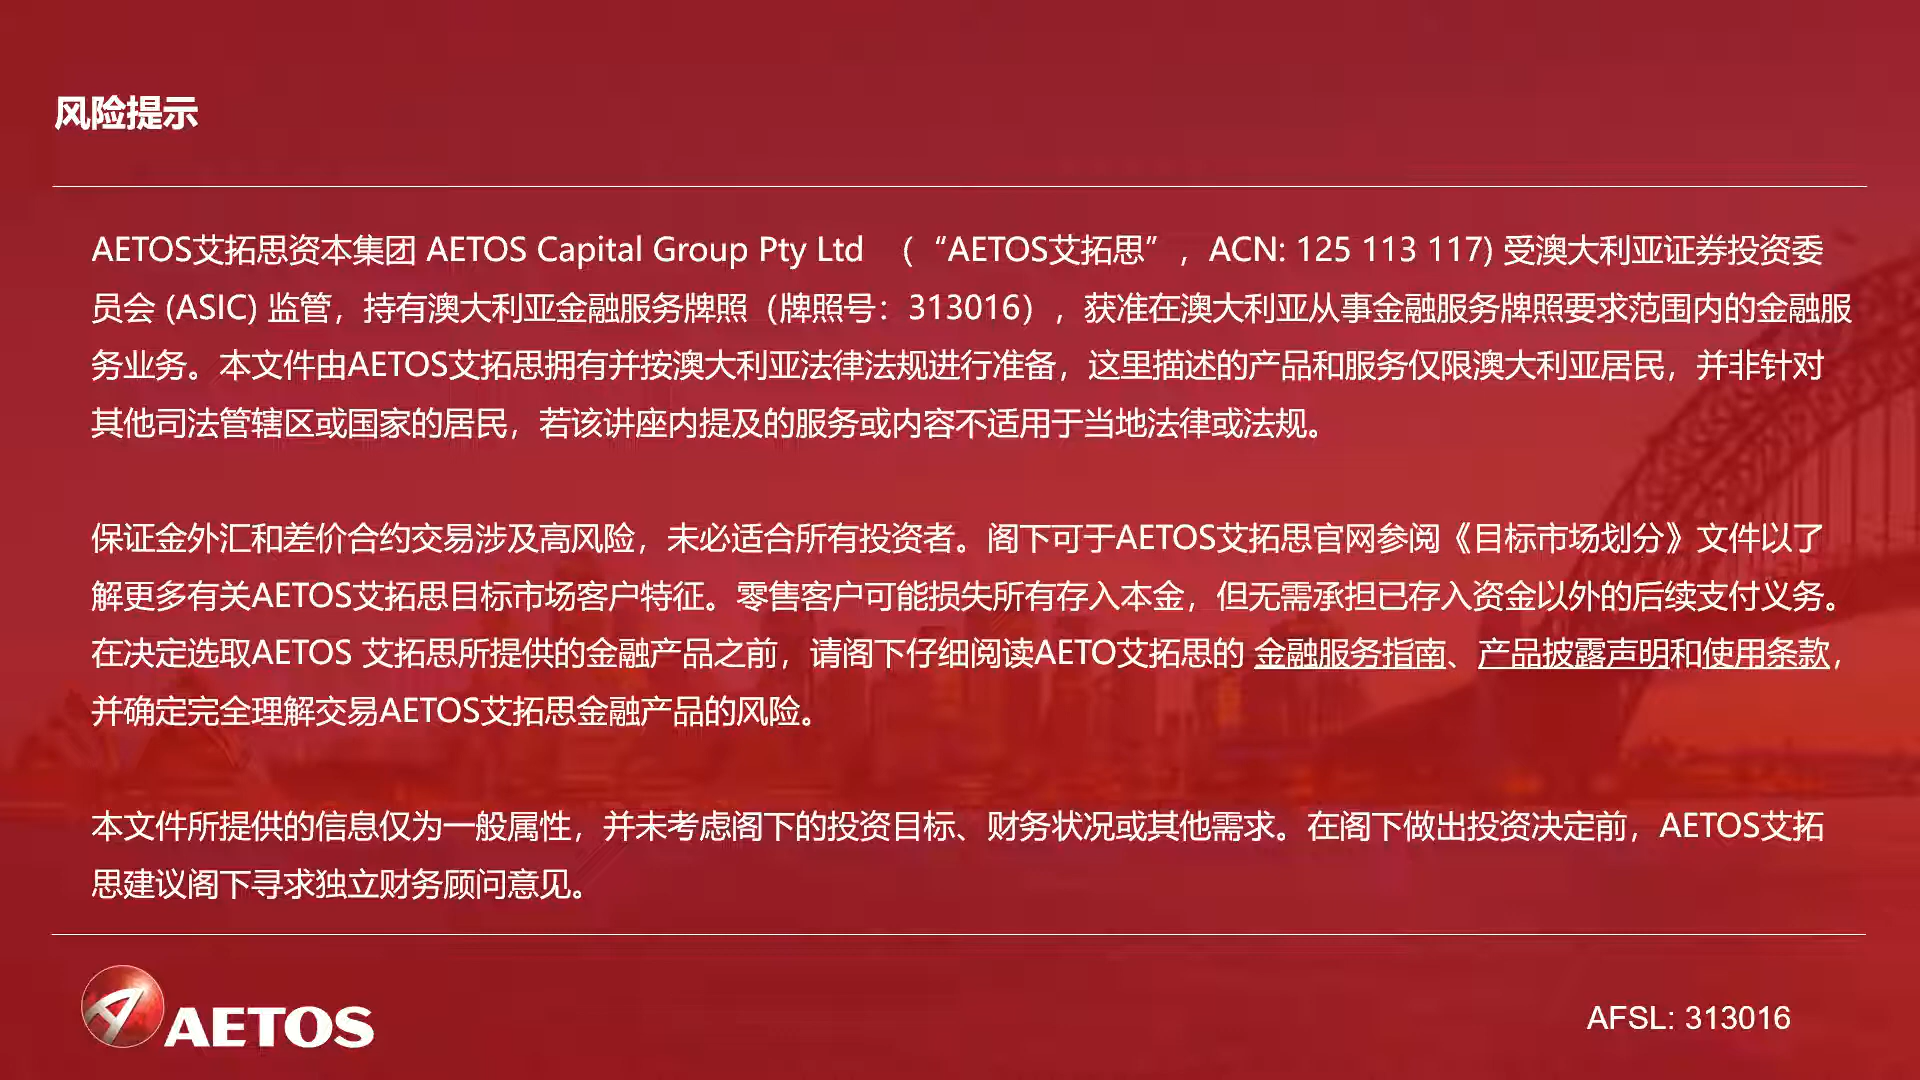 风险提示
AETOS艾拓思资本集团 AETOS Capital Group Pty Ltd （“AETOS艾拓思”，ACN: 125 113 117) 受澳大利亚证券投资委
员会 (ASIC) 监管，持有澳大利亚金融服务牌照（牌照号：313016），获准在澳大利亚从事金融服务牌照要求范围内的金融服
务业务。本文件由AETOS艾拓思拥有并按澳大利亚法律法规进行准备，这里描述的产品和服务仅限澳大利亚居民，并非针对
其他司法管辖区或国家的居民，若该讲座内提及的服务或内容不适用于当地法律或法规。
保证金外汇和差价合约交易涉及高风险，未必适合所有投资者。阁下可于AETOS艾拓思官网参阅《目标市场划分》文件以了
解更多有关AETOS艾拓思目标市场客户特征。零售客户可能损失所有存入本金，但无需承担已存入资金以外的后续支付义务。
在决定选取AETOS 艾拓思所提供的金融产品之前，请阁下仔细阅读AETO艾拓思的 金融服务指南、产品披露声明和使用条款，
并确定完全理解交易AETOS艾拓思金融产品的风险。
本文件所提供的信息仅为一般属性，并未考虑阁下的投资目标、财务状况或其他需求。在阁下做出投资决定前，AETOS艾拓
思建议阁下寻求独立财务顾问意见。
AETOS
AFSL: 313016